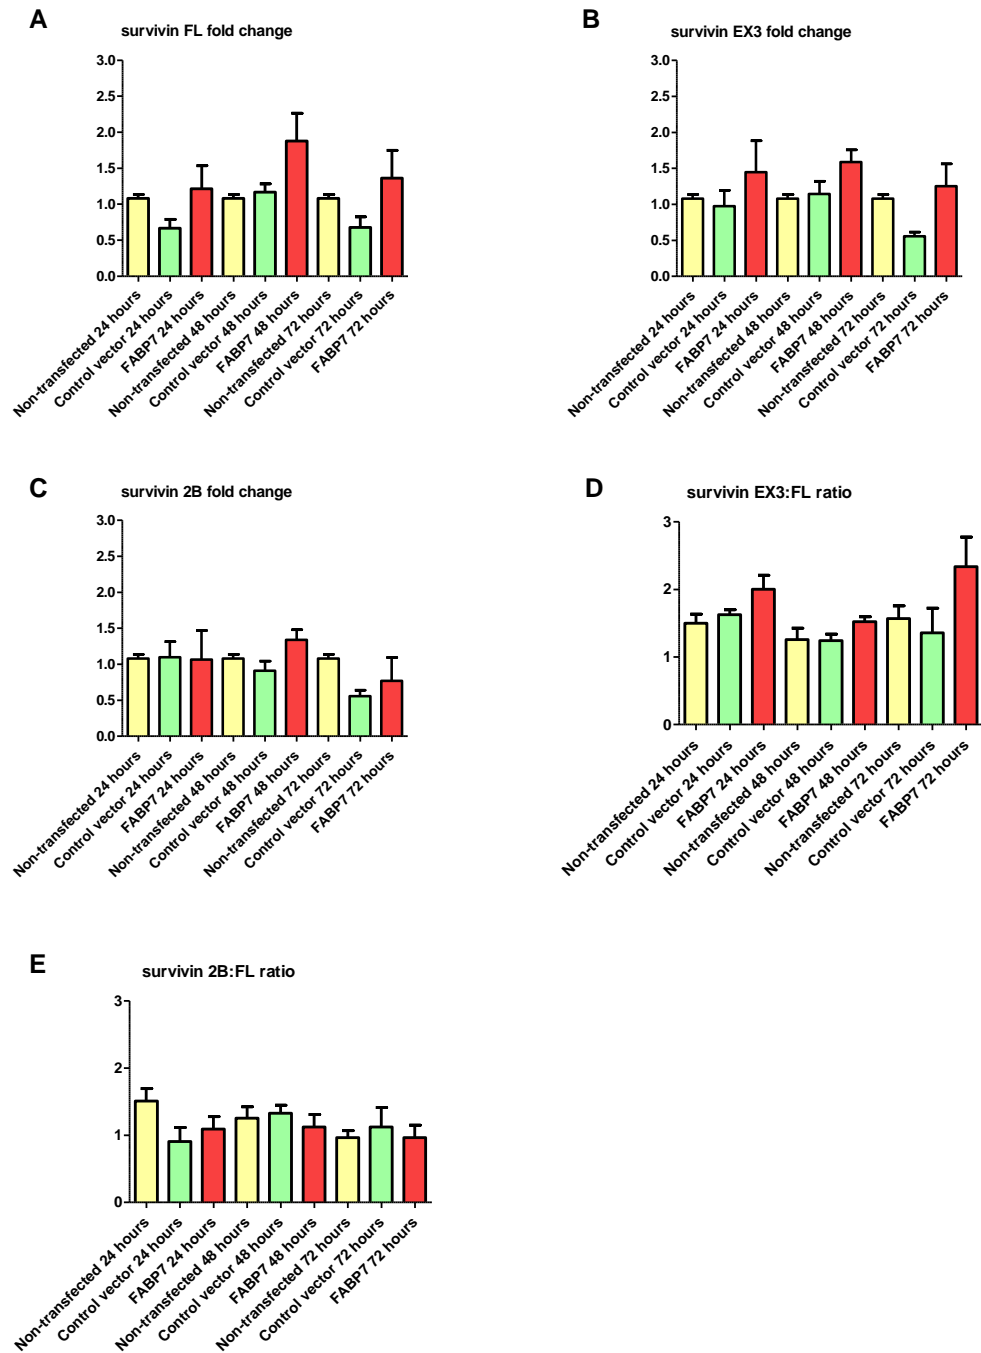 A
survivin FL fold change
3.0
2.5
2.0
1.5
1.0
0.5
0.0
Non-transfected 24 hours
Control vector 24 hours
FABP7 24 hours
Non-transfected 48 hours
Control vector 48 hours
FABP7 48 hours
Non-transfected 72 hours
Control vector 72 hours
FABP7 72 hours
B
survivin EX3 fold change
3.0
2.5
2.0
1.5
1.0
0.5
0.0
Non-transfected 24 hours
Control vector 24 hours
FABP7 24 hours
Non-transfected 48 hours
Control vector 48 hours
FABP7 48 hours
Non-transfected 72 hours
Control vector 72 hours
FABP7 72 hours
C
survivin 2B fold change
3.0
2.5
2.0
1.5
1.0
0.5
0.0
Non-transfected 24 hours
Control vector 24 hours
FABP7 24 hours
Non-transfected 48 hours
Control vector 48 hours
FABP7 48 hours
Non-transfected 72 hours
Control vector 72 hours
FABP7 72 hours
D
survivin EX3:FL ratio
3
2
1
0
Non-transfected 24 hours
Control vector 24 hours
FABP7 24 hours
Non-transfected 48 hours
Control vector 48 hours
FABP7 48 hours
Non-transfected 72 hours
Control vector 72 hours
FABP7 72 hours
E
survivin 2B:FL ratio
3
2
1
0
Non-transfected 24 hours
Control vector 24 hours
FABP7 24 hours
Non-transfected 48 hours
Control vector 48 hours
FABP7 48 hours
Non-transfected 72 hours
Control vector 72 hours
FABP7 72 hours